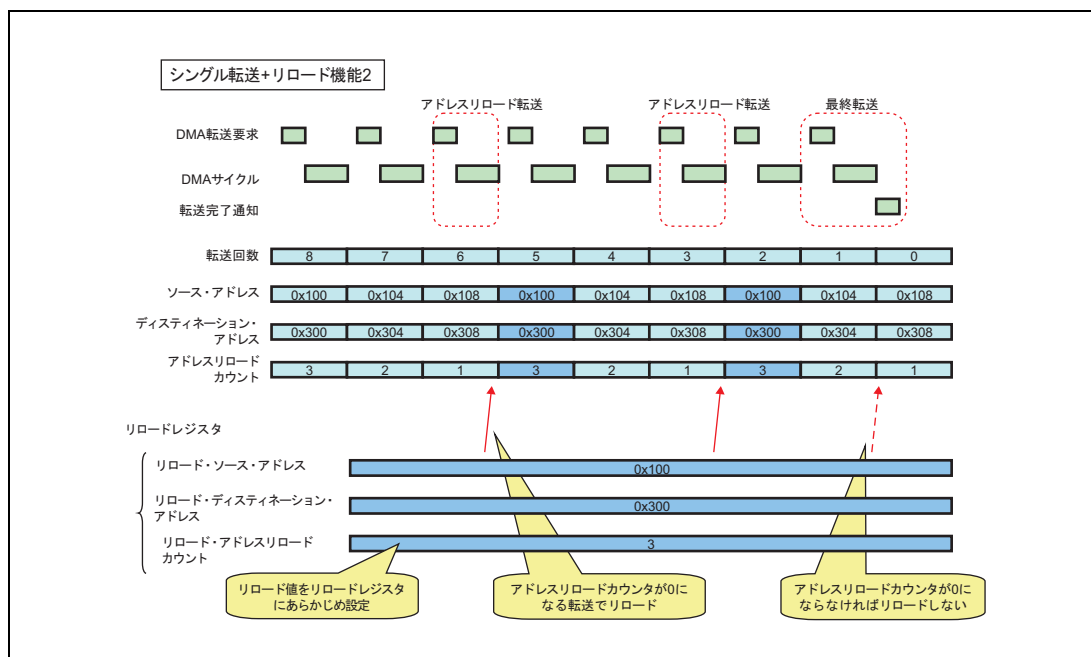 シングル転送+リロード機能2
アドレスリロード転送
アドレスリロード転送
最終転送
DMA転送要求
DMAサイクル
転送完了通知
転送回数
8 7 6 5 4 3 2 1 0
ソース・アドレス
0x100 0x104 0x108 0x100 0x104 0x108 0x100 0x104 0x108
ディスティネーション・
アドレス
0x300 0x304 0x308 0x300 0x304 0x308 0x300 0x304 0x308
アドレスリロード
カウント
3 2 1 3 2 1 3 2 1
リロードレジスタ
リロード・ソース・アドレス
0x100
リロード・ディスティネーション・
アドレス
0x300
リロード・アドレスリロード
カウント
3
リロード値をリロードレジスタ
にあらかじめ設定
アドレスリロードカウンタが0に
なる転送でリロード
アドレスリロードカウンタが0に
ならなければリロードしない